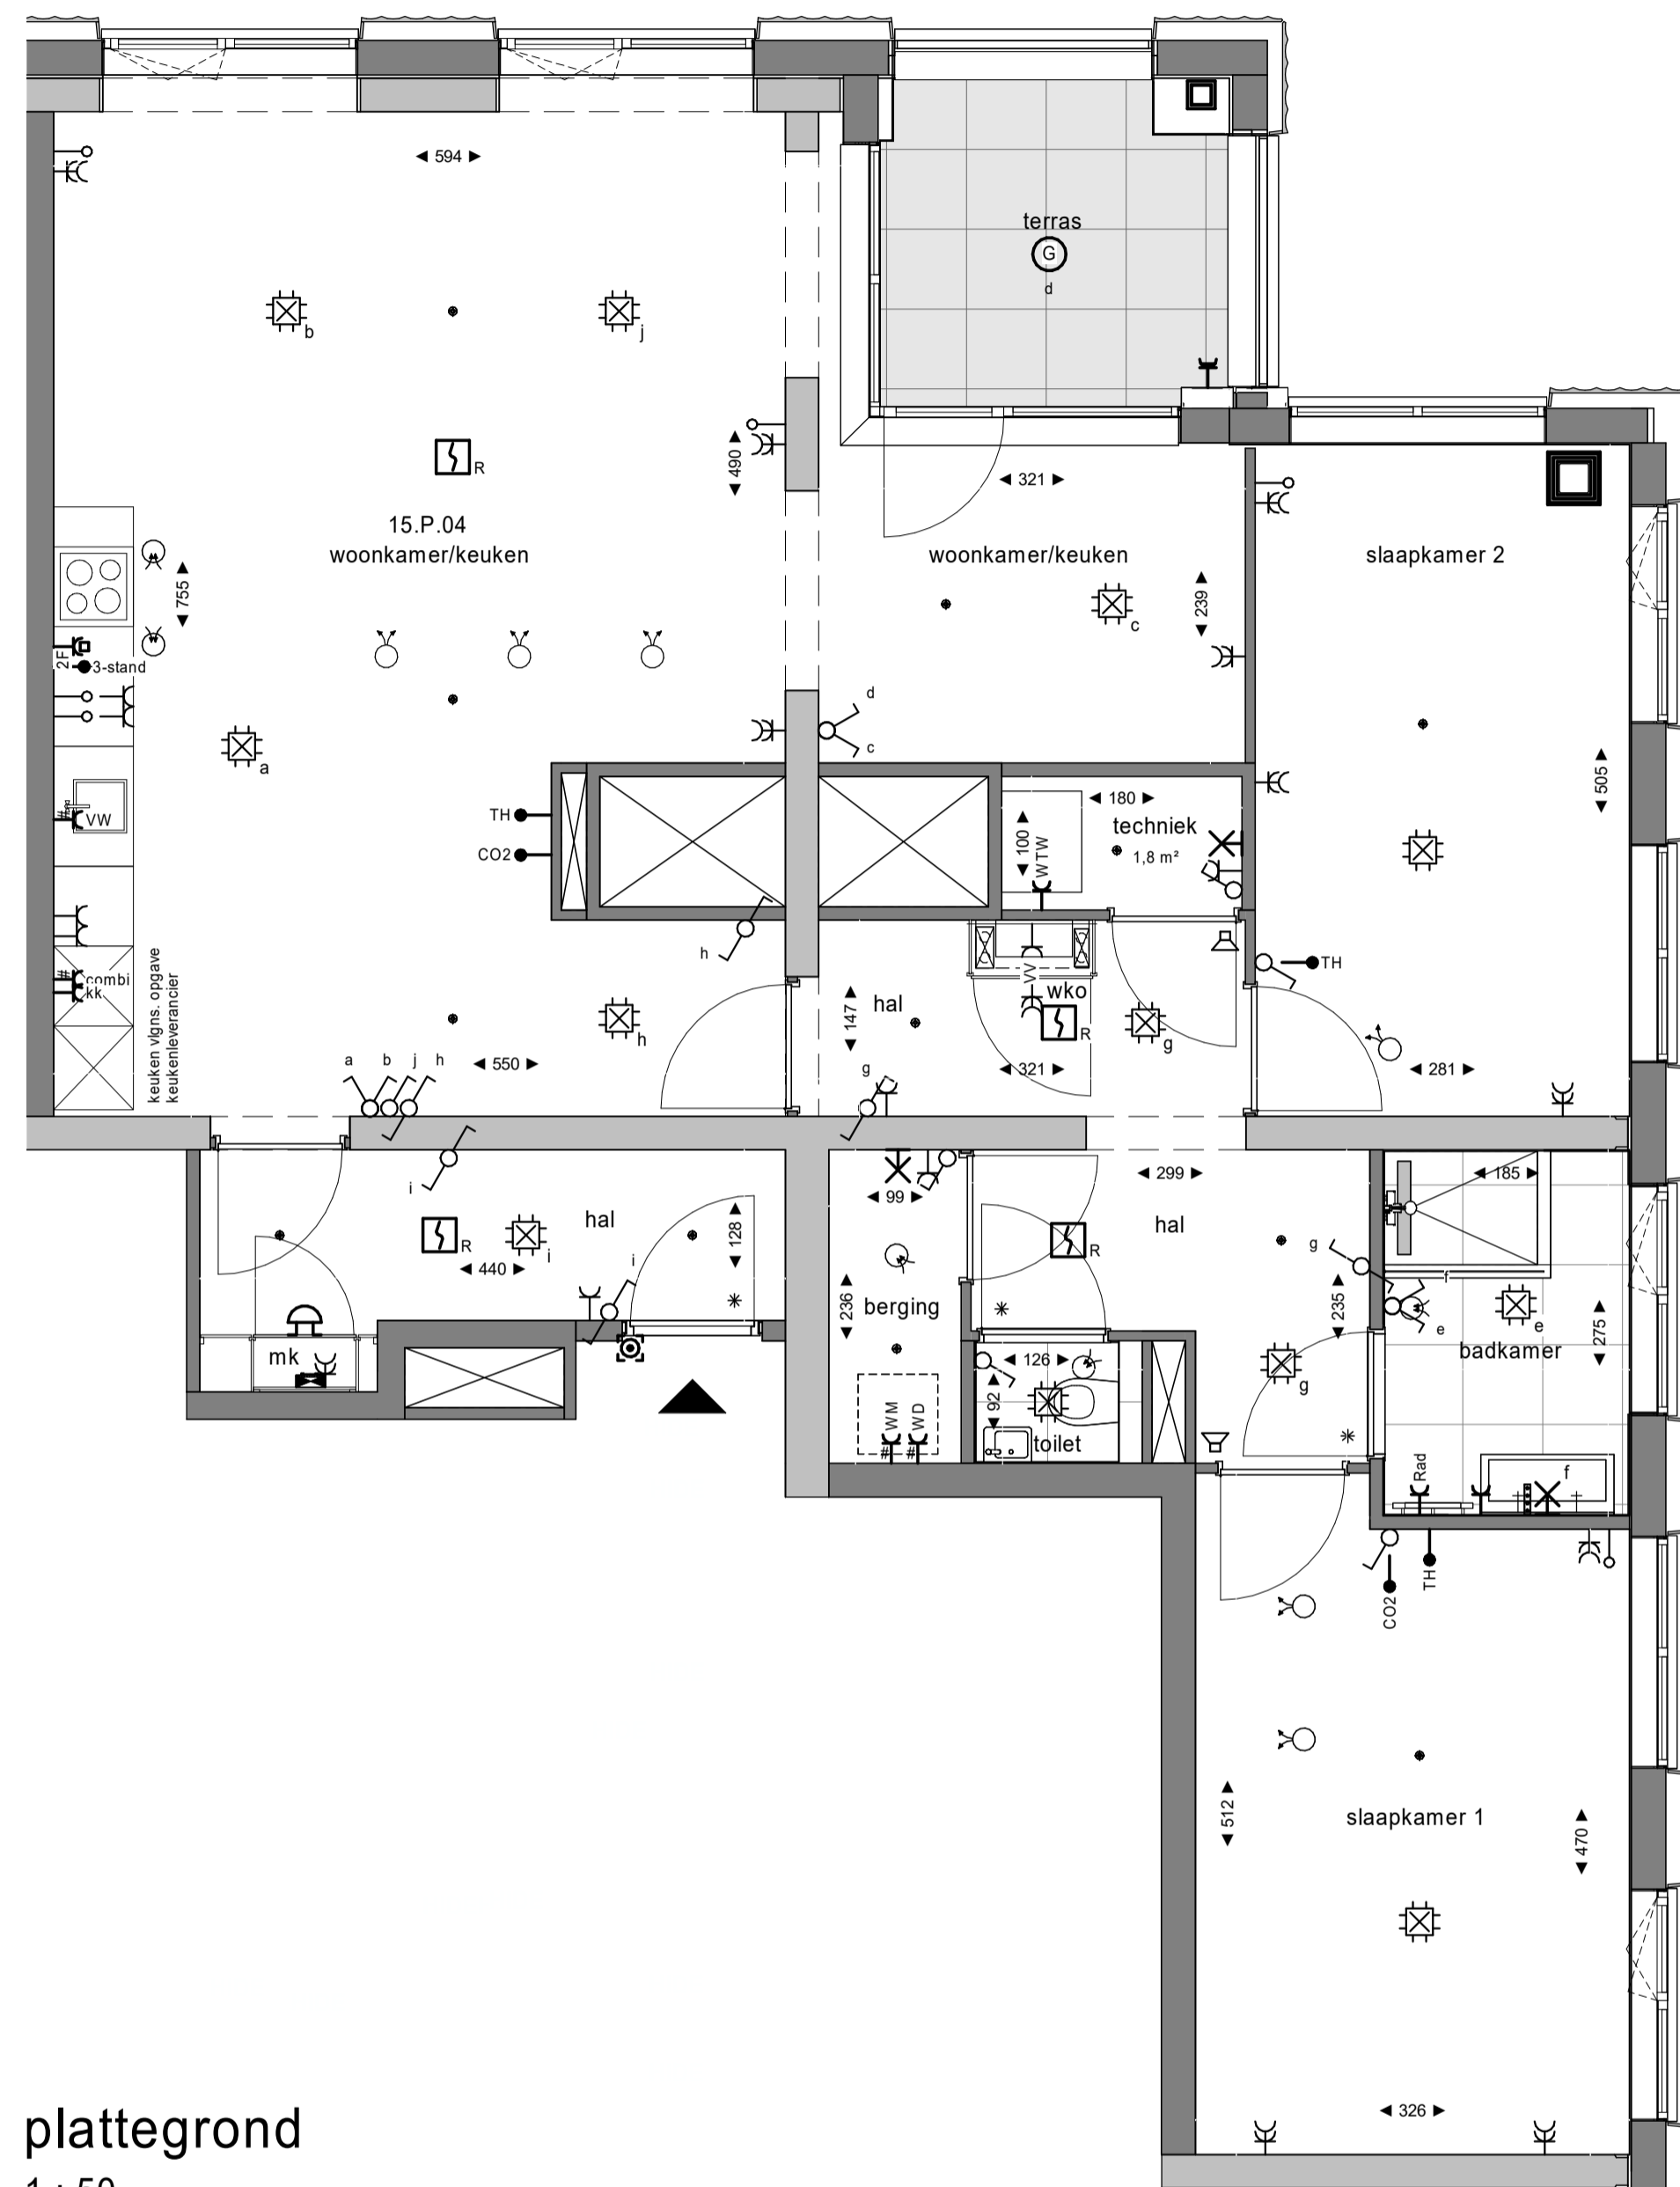 594
terras
G
d
b
j
R
490
321
15.P.04
woonkamer/keuken
woonkamer/keuken
slaapkamer 2
755
239
c
2F
3-stand
d
c
a
505
TH
CO2
180
techniek
1,8 m²
100
WTW
VW
h
combi
kk
keuken vlgns. opgave
keukenleverancier
TH
VV
wko
hal
147
R
g
h
a b j h
550
g
321
281
i
99
299
185
hal
hal
128
R
i
440
i
R
g
f
236
berging
235
e
e
275
badkamer
mk
126
92
toilet
g
WM
WD
#
#
Rad
f
CO2
TH
512
slaapkamer 1
470
326
plattegrond
1 : 50